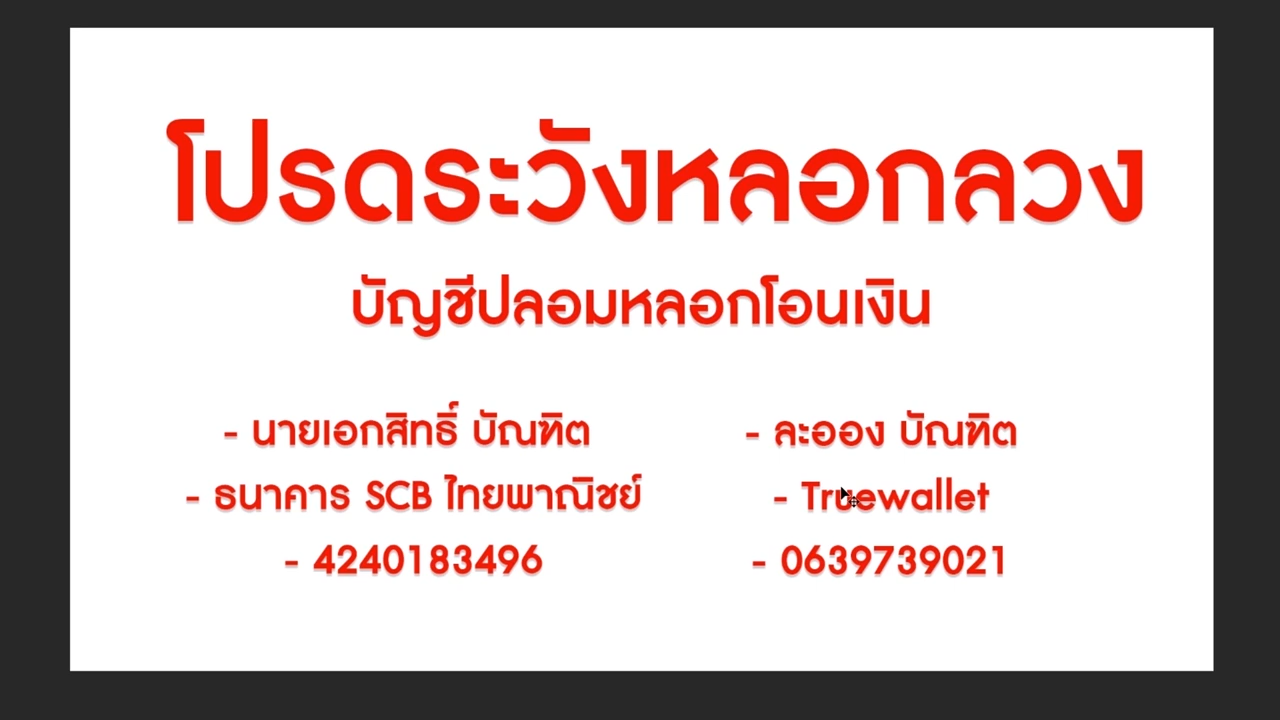 โปรดระวังหลอกลวง
บัญชีปลอมหลอกโอนเงิน
- นายเอกสิทธิ์ บัณฑิต
- ธนาคาร SCB ไทยพาณิชย์
- 4240183496
- ละออง บัณฑิต
- Truewallet
- 0639739021